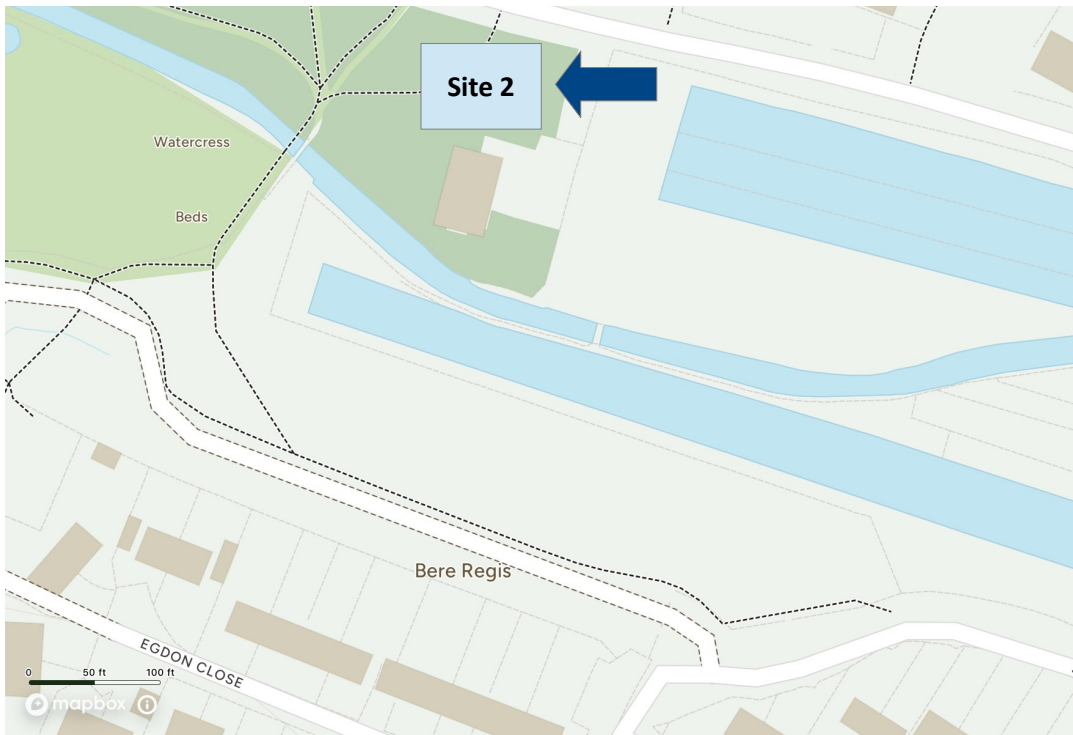 Site 2
Watercress
Beds
Bere Regis
EGDON CLOSE
0 50 ft 100 ft
mapbox